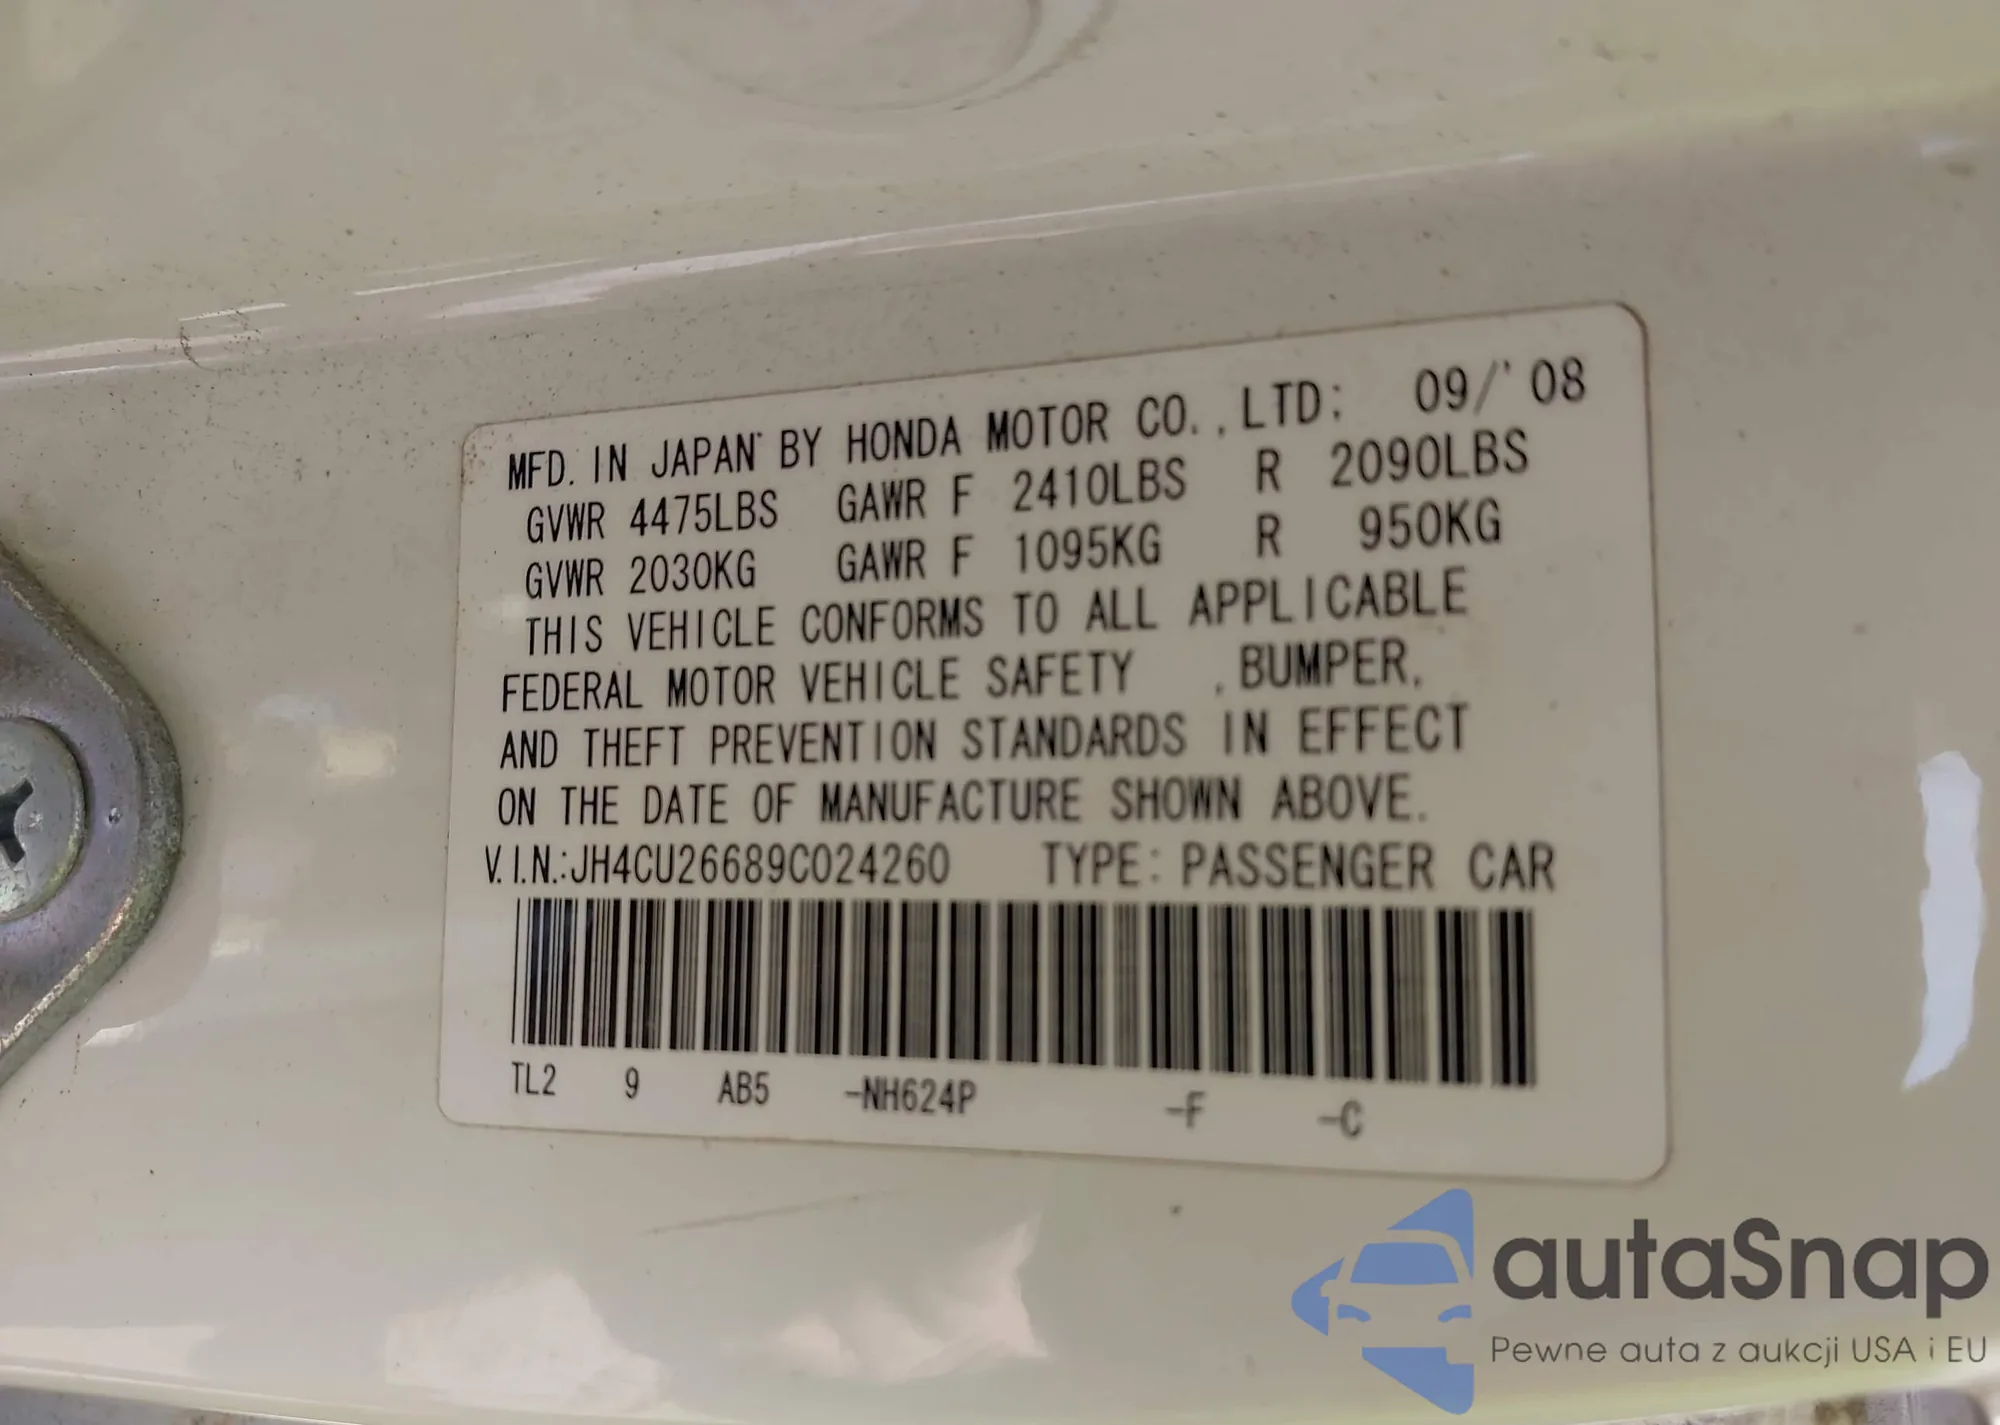 MFD. IN JAPAN BY HONDA MOTOR CO., LTD; 09/'08
GVWR 4475LBS GAWR F 2410LBS R 2090LBS
GVWR 2030KG GAWR F 1095KG R 950KG
THIS VEHICLE CONFORMS TO ALL APPLICABLE
FEDERAL MOTOR VEHICLE SAFETY , BUMPER,
AND THEFT PREVENTION STANDARDS IN EFFECT
ON THE DATE OF MANUFACTURE SHOWN ABOVE.
V.I.N.:JH4CU26689C024260 TYPE: PASSENGER CAR
TL2 9 AB5 -NH624P -F -C
autaSnap
Pewne auta z aukcji USA i EU